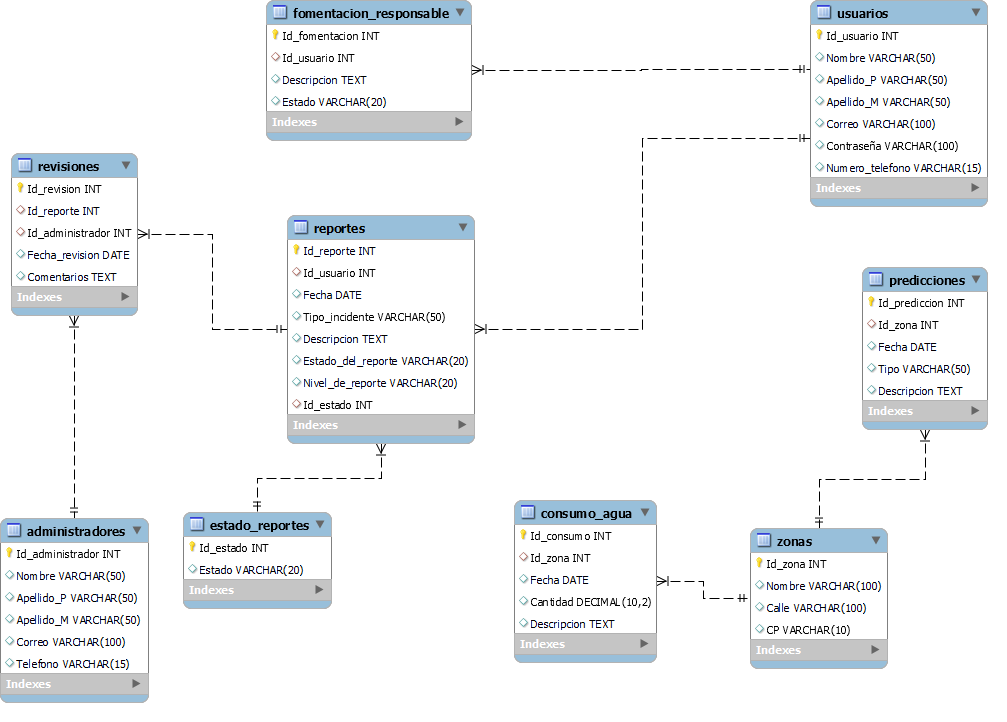 fomentacion_responsable
Id_fomentacion INT
Id_usuario INT
Descripcion TEXT
Estado VARCHAR(20)
Indexes
usuarios
Id_usuario INT
Nombre VARCHAR(50)
Apellido_P VARCHAR(50)
Apellido_M VARCHAR(50)
Correo VARCHAR(100)
Contraseña VARCHAR(100)
Numero_telefono VARCHAR(15)
Indexes
revisiones
Id_revision INT
Id_reporte INT
Id_administrador INT
Fecha_revision DATE
Comentarios TEXT
Indexes
reportes
Id_reporte INT
Id_usuario INT
Fecha DATE
Tipo_incidente VARCHAR(50)
Descripcion TEXT
Estado_del_reporte VARCHAR(20)
Nivel_de_reporte VARCHAR(20)
Id_estado INT
Indexes
predicciones
Id_prediccion INT
Id_zona INT
Fecha DATE
Tipo VARCHAR(50)
Descripcion TEXT
Indexes
administradores
Id_administrador INT
Nombre VARCHAR(50)
Apellido_P VARCHAR(50)
Apellido_M VARCHAR(50)
Correo VARCHAR(100)
Telefono VARCHAR(15)
Indexes
estado_reportes
Id_estado INT
Estado VARCHAR(20)
Indexes
consumo_agua
Id_consumo INT
Id_zona INT
Fecha DATE
Cantidad DECIMAL(10,2)
Descripcion TEXT
Indexes
zonas
Id_zona INT
Nombre VARCHAR(100)
Calle VARCHAR(100)
CP VARCHAR(10)
Indexes